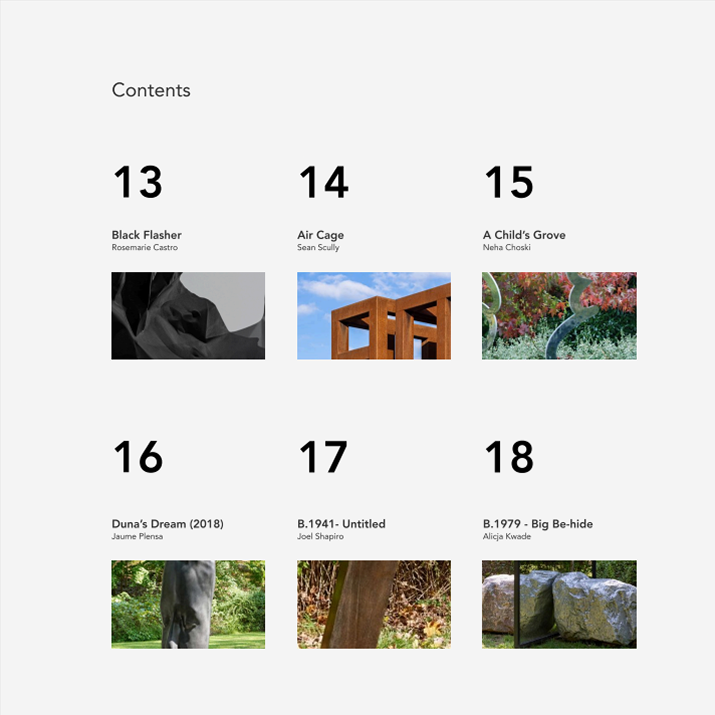 Contents
13
Black Flasher
Rosemarie Castro
14
Air Cage
Sean Scully
15
A Child's Grove
Neha Choski
16
Duna's Dream (2018)
Jaume Plensa
17
B.1941- Untitled
Joel Shapiro
18
B.1979 - Big Be-hide
Alicja Kwade